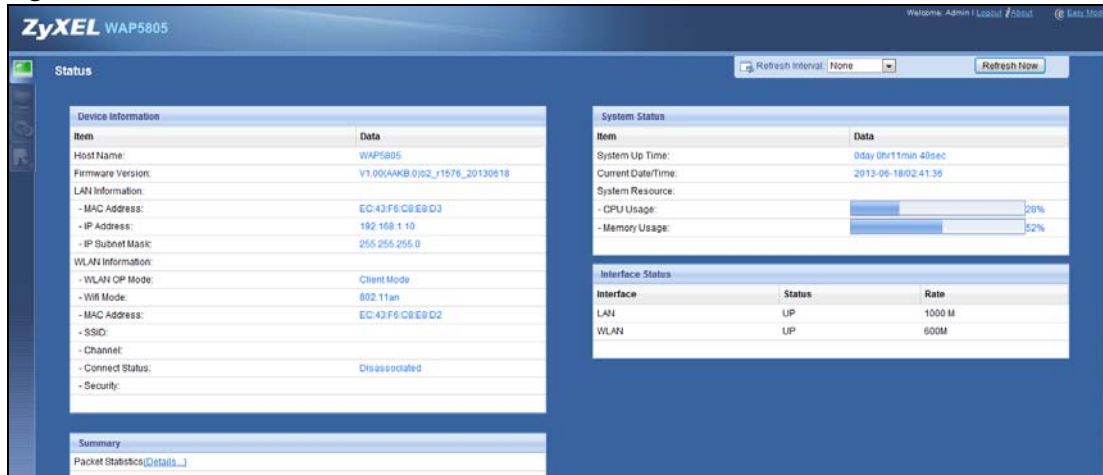 ZyXEL WAP5805
Welcome: Admin | Logout About Easy Mod
Status
Refresh Interval: None
Refresh Now
Device Information
Item Data
Host Name: WAP5805
Firmware Version: V1.00(AAKB.0)b2_r1576_20130618
LAN Information:
- MAC Address: EC:43:F6:C8:E8:D3
- IP Address: 192.168.1.10
- IP Subnet Mask: 255.255.255.0
WLAN Information:
- WLAN OP Mode: Client Mode
- Wifi Mode: 802.11an
- MAC Address: EC:43:F6:C8:E8:D2
- SSID:
- Channel:
- Connect Status: Disassociated
- Security:
Summary
Packet Statistics(Details...)
System Status
Item Data
System Up Time: 0day 0hr11min 40sec
Current Date/Time: 2013-06-18/02:41:36
System Resource:
- CPU Usage: 28%
- Memory Usage: 52%
Interface Status
Interface Status Rate
LAN UP 1000 M
WLAN UP 600M